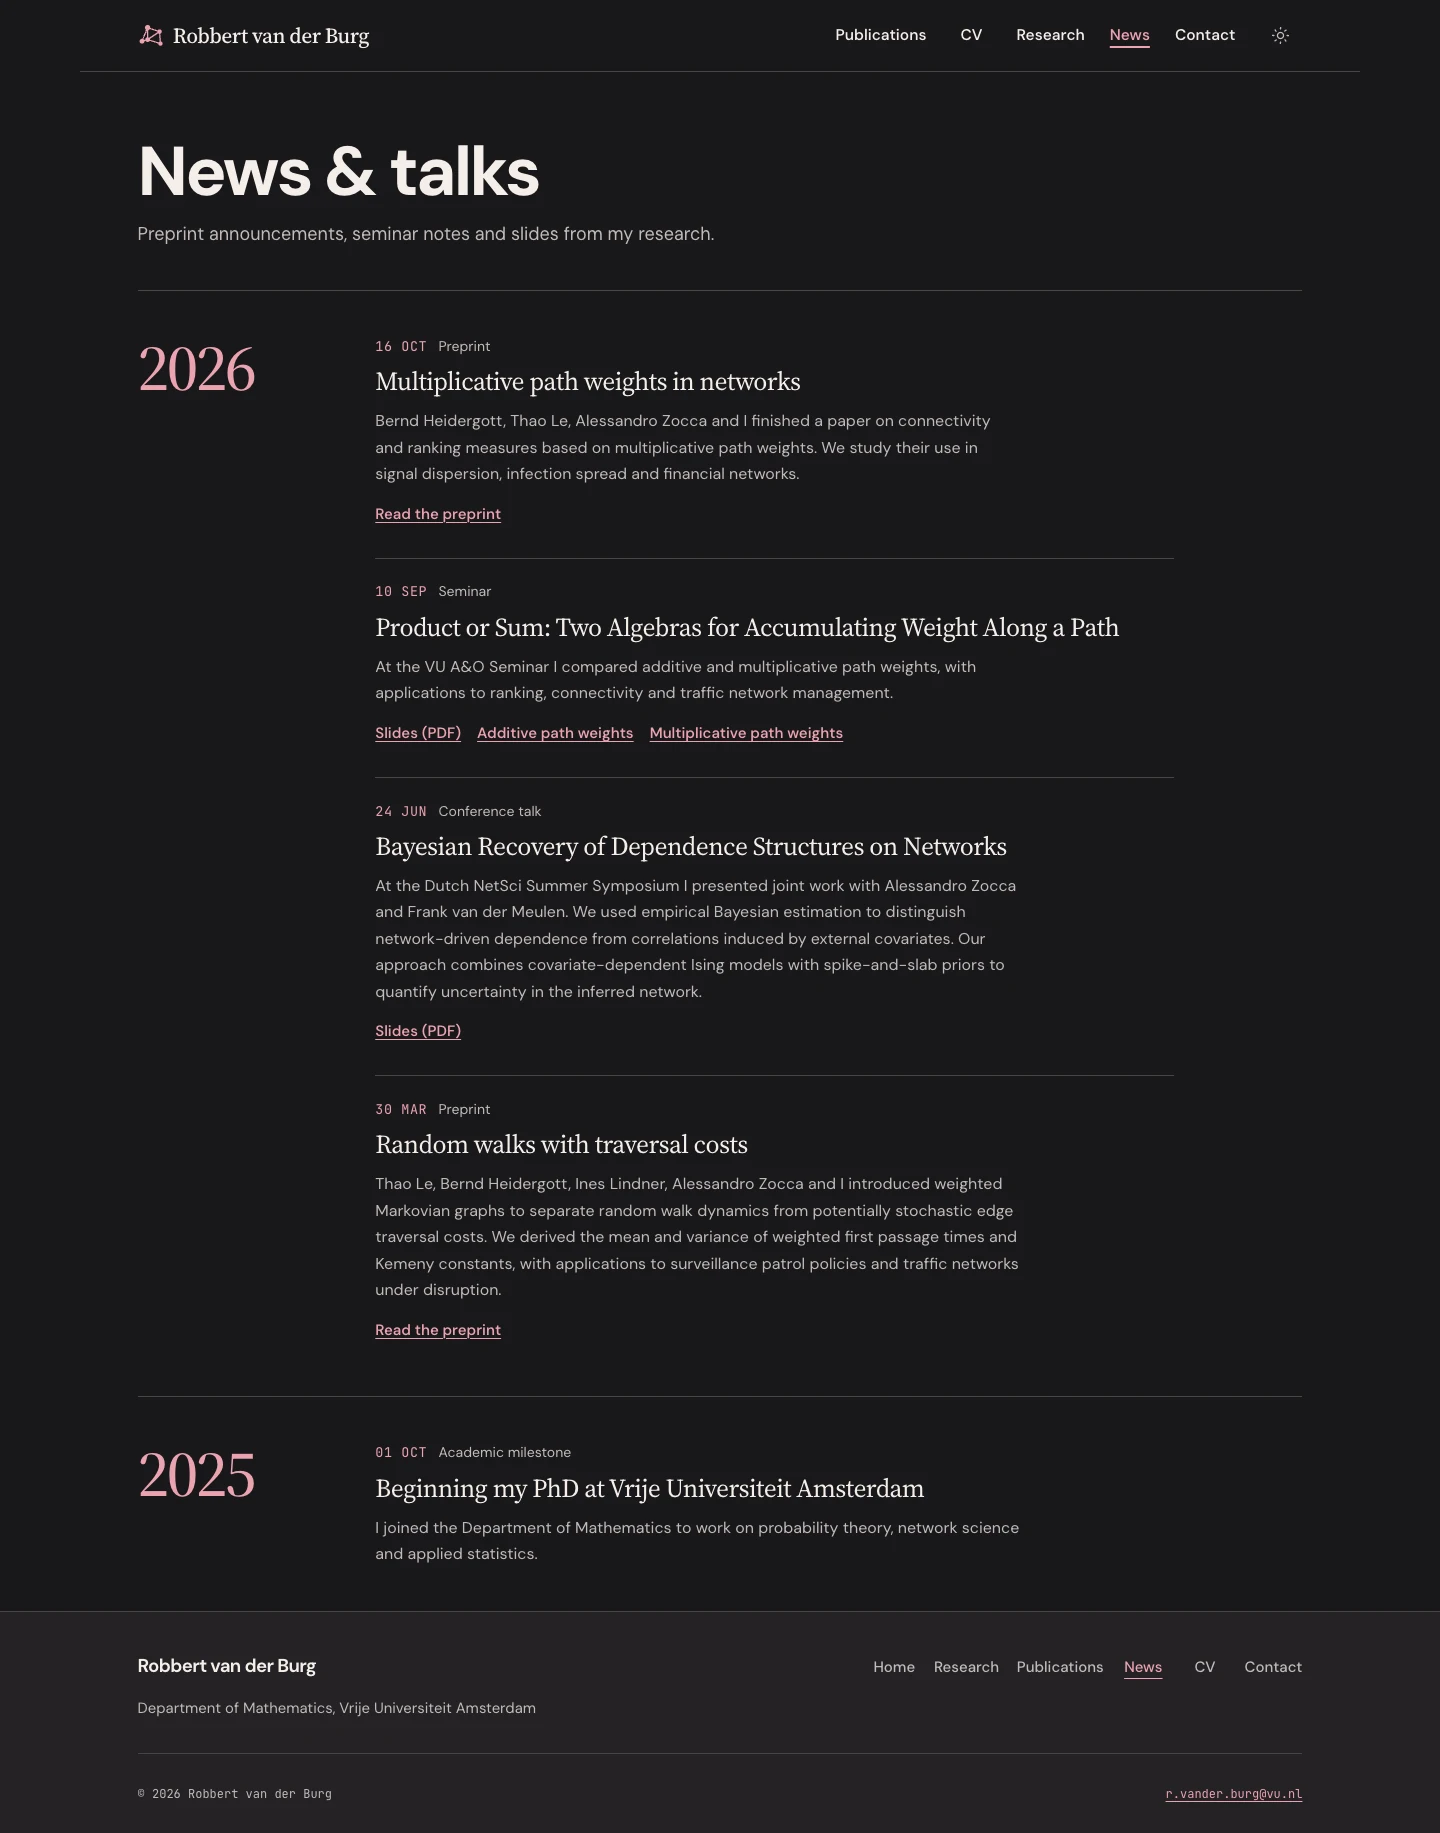 Robbert van der Burg
Publications CV Research News Contact
News & talks
Preprint announcements, seminar notes and slides from my research.
2026
16 OCT Preprint
Multiplicative path weights in networks
Bernd Heidergott, Thao Le, Alessandro Zocca and I finished a paper on connectivity
and ranking measures based on multiplicative path weights. We study their use in
signal dispersion, infection spread and financial networks.
Read the preprint
10 SEP Seminar
Product or Sum: Two Algebras for Accumulating Weight Along a Path
At the VU A&O Seminar I compared additive and multiplicative path weights, with
applications to ranking, connectivity and traffic network management.
Slides (PDF) Additive path weights Multiplicative path weights
24 JUN Conference talk
Bayesian Recovery of Dependence Structures on Networks
At the Dutch NetSci Summer Symposium I presented joint work with Alessandro Zocca
and Frank van der Meulen. We used empirical Bayesian estimation to distinguish
network-driven dependence from correlations induced by external covariates. Our
approach combines covariate-dependent Ising models with spike-and-slab priors to
quantify uncertainty in the inferred network.
Slides (PDF)
30 MAR Preprint
Random walks with traversal costs
Thao Le, Bernd Heidergott, Ines Lindner, Alessandro Zocca and I introduced weighted
Markovian graphs to separate random walk dynamics from potentially stochastic edge
traversal costs. We derived the mean and variance of weighted first passage times and
Kemeny constants, with applications to surveillance patrol policies and traffic networks
under disruption.
Read the preprint
2025
01 OCT Academic milestone
Beginning my PhD at Vrije Universiteit Amsterdam
I joined the Department of Mathematics to work on probability theory, network science
and applied statistics.
Robbert van der Burg
Home Research Publications News CV Contact
Department of Mathematics, Vrije Universiteit Amsterdam
© 2026 Robbert van der Burg
r.vander.burg@vu.nl